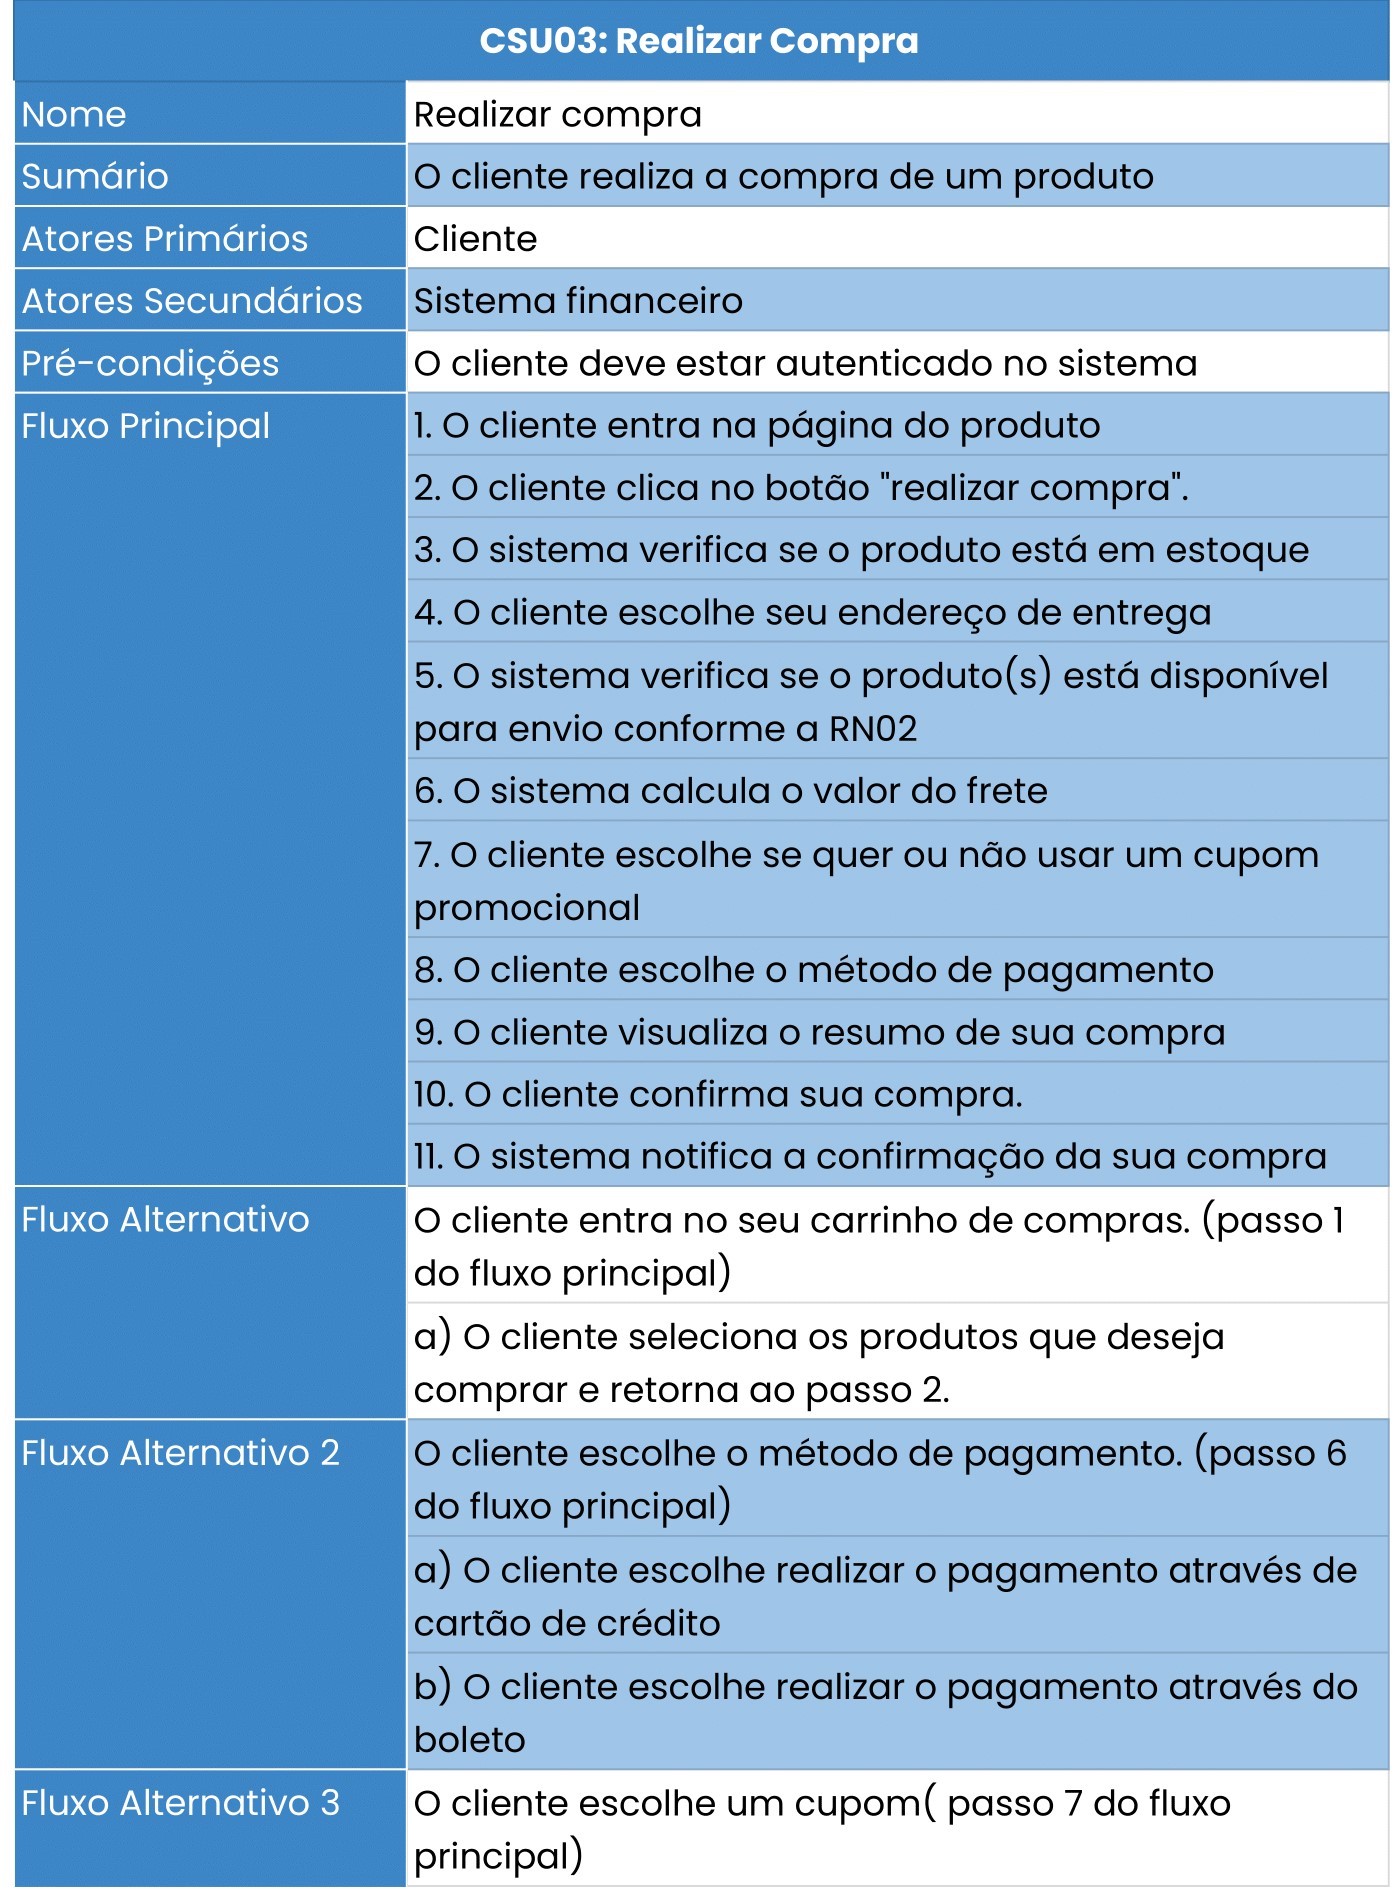 CSU03: Realizar Compra
Nome
Realizar compra
Sumário
O cliente realiza a compra de um produto
Atores Primários
Cliente
Atores Secundários
Sistema financeiro
Pré-condições
O cliente deve estar autenticado no sistema
Fluxo Principal
1. O cliente entra na página do produto
2. O cliente clica no botão "realizar compra".
3. O sistema verifica se o produto está em estoque
4. O cliente escolhe seu endereço de entrega
5. O sistema verifica se o produto(s) está disponível
para envio conforme a RN02
6. O sistema calcula o valor do frete
7. O cliente escolhe se quer ou não usar um cupom
promocional
8. O cliente escolhe o método de pagamento
9. O cliente visualiza o resumo de sua compra
10. O cliente confirma sua compra.
11. O sistema notifica a confirmação da sua compra
Fluxo Alternativo
O cliente entra no seu carrinho de compras. (passo 1
do fluxo principal)
a) O cliente seleciona os produtos que deseja
comprar e retorna ao passo 2.
Fluxo Alternativo 2
O cliente escolhe o método de pagamento. (passo 6
do fluxo principal)
a) O cliente escolhe realizar o pagamento através de
cartão de crédito
b) O cliente escolhe realizar o pagamento através do
boleto
Fluxo Alternativo 3
O cliente escolhe um cupom( passo 7 do fluxo
principal)